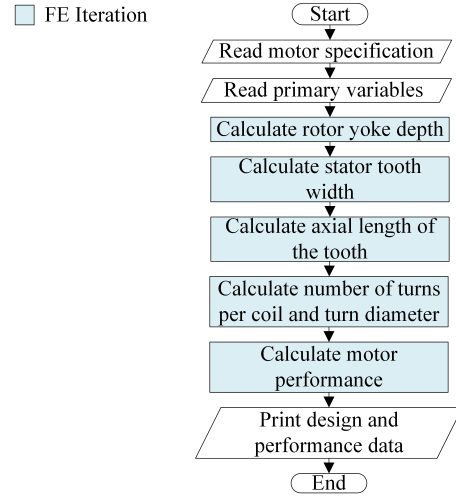 FE Iteration
Start
Read motor specification
Read primary variables
Calculate rotor yoke depth
Calculate stator tooth
width
Calculate axial length of
the tooth
Calculate number of turns
per coil and turn diameter
Calculate motor
performance
Print design and
performance data
End